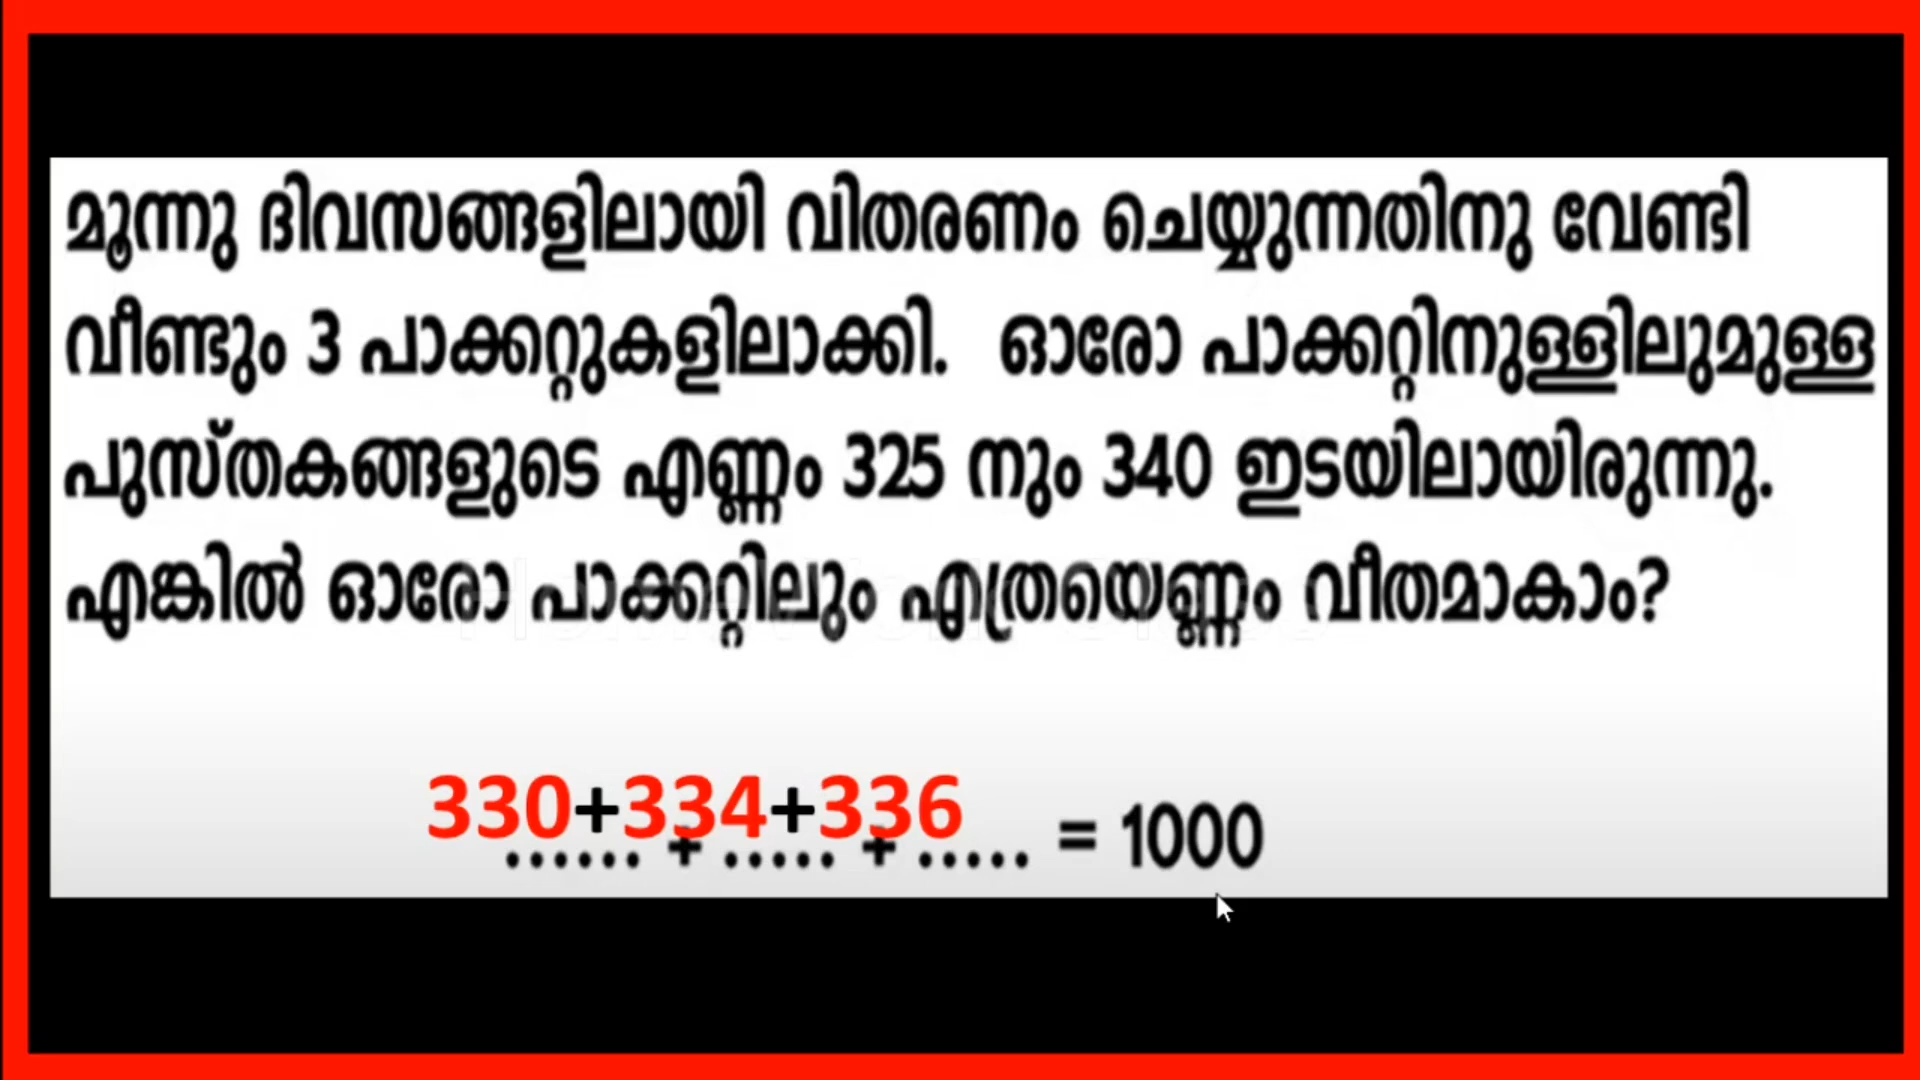 മൂന്നു ദിവസങ്ങളിലായി വിതരണം ചെയ്യുന്നതിനു വേണ്ടി
വീണ്ടും 3 പാക്കറ്റുകളിലാക്കി. ഓരോ പാക്കറ്റിനുള്ളിലുമുള്ള
പുസ്തകങ്ങളുടെ എണ്ണം 325 നും 340 ഇടയിലായിരുന്നു.
എങ്കിൽ ഓരോ പാക്കറ്റിലും എത്രയെണ്ണം വീതമാകാം?
330+334+336
...... + ..... + ..... = 1000